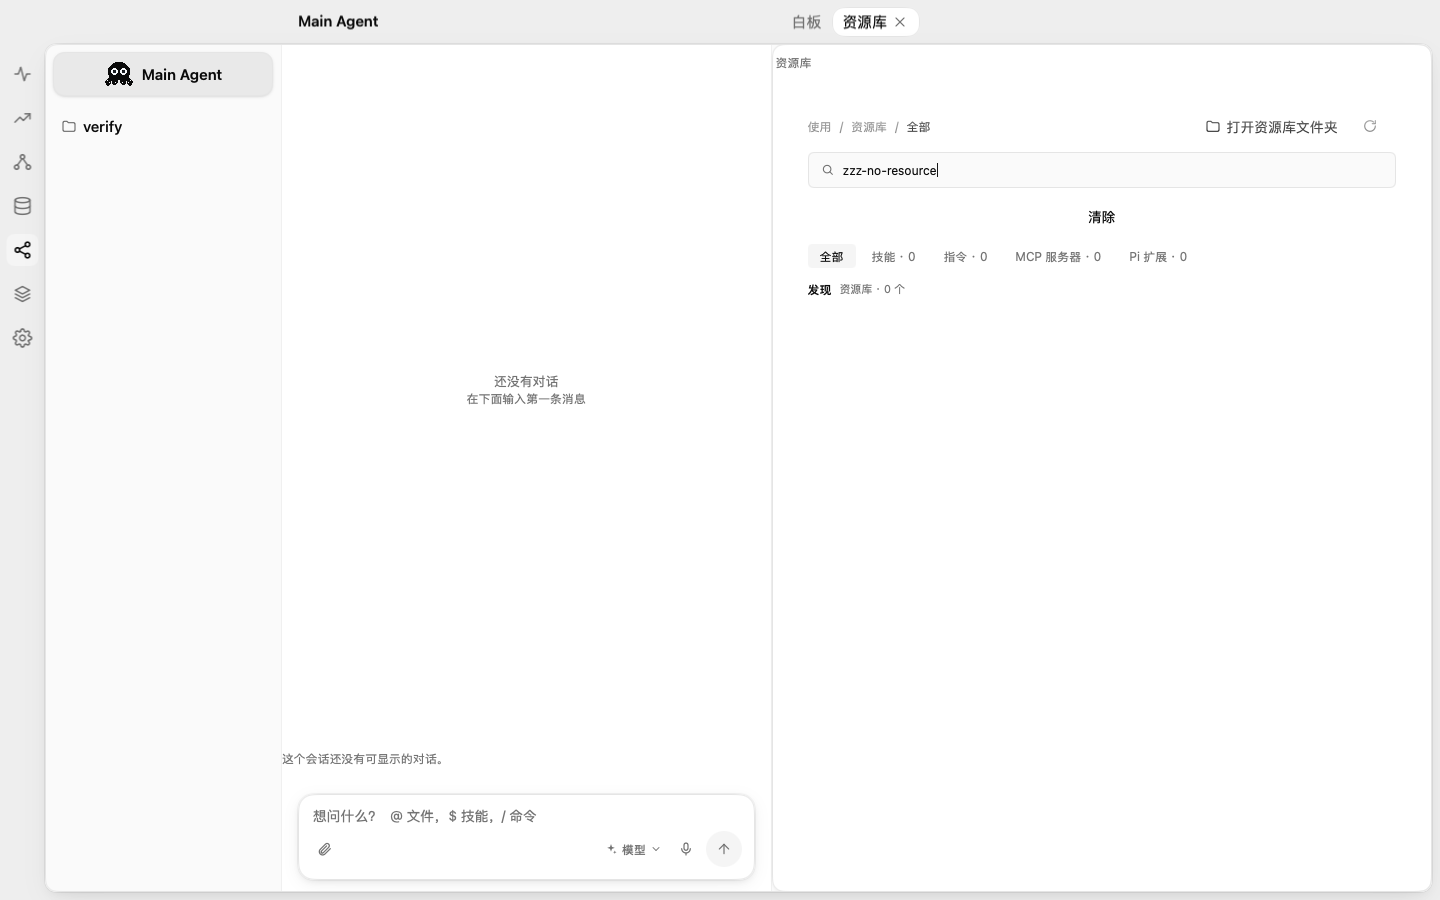 Main Agent
白板
资源库
Main Agent
verify
还没有对话
在下面输入第一条消息
这个会话还没有可显示的对话。
想问什么? @ 文件, $ 技能, / 命令
模型
资源库
使用 / 资源库 / 全部
打开资源库文件夹
zzz-no-resource
清除
全部 技能 · 0 指令 · 0 MCP 服务器 · 0 Pi 扩展 · 0
发现 资源库 · 0 个